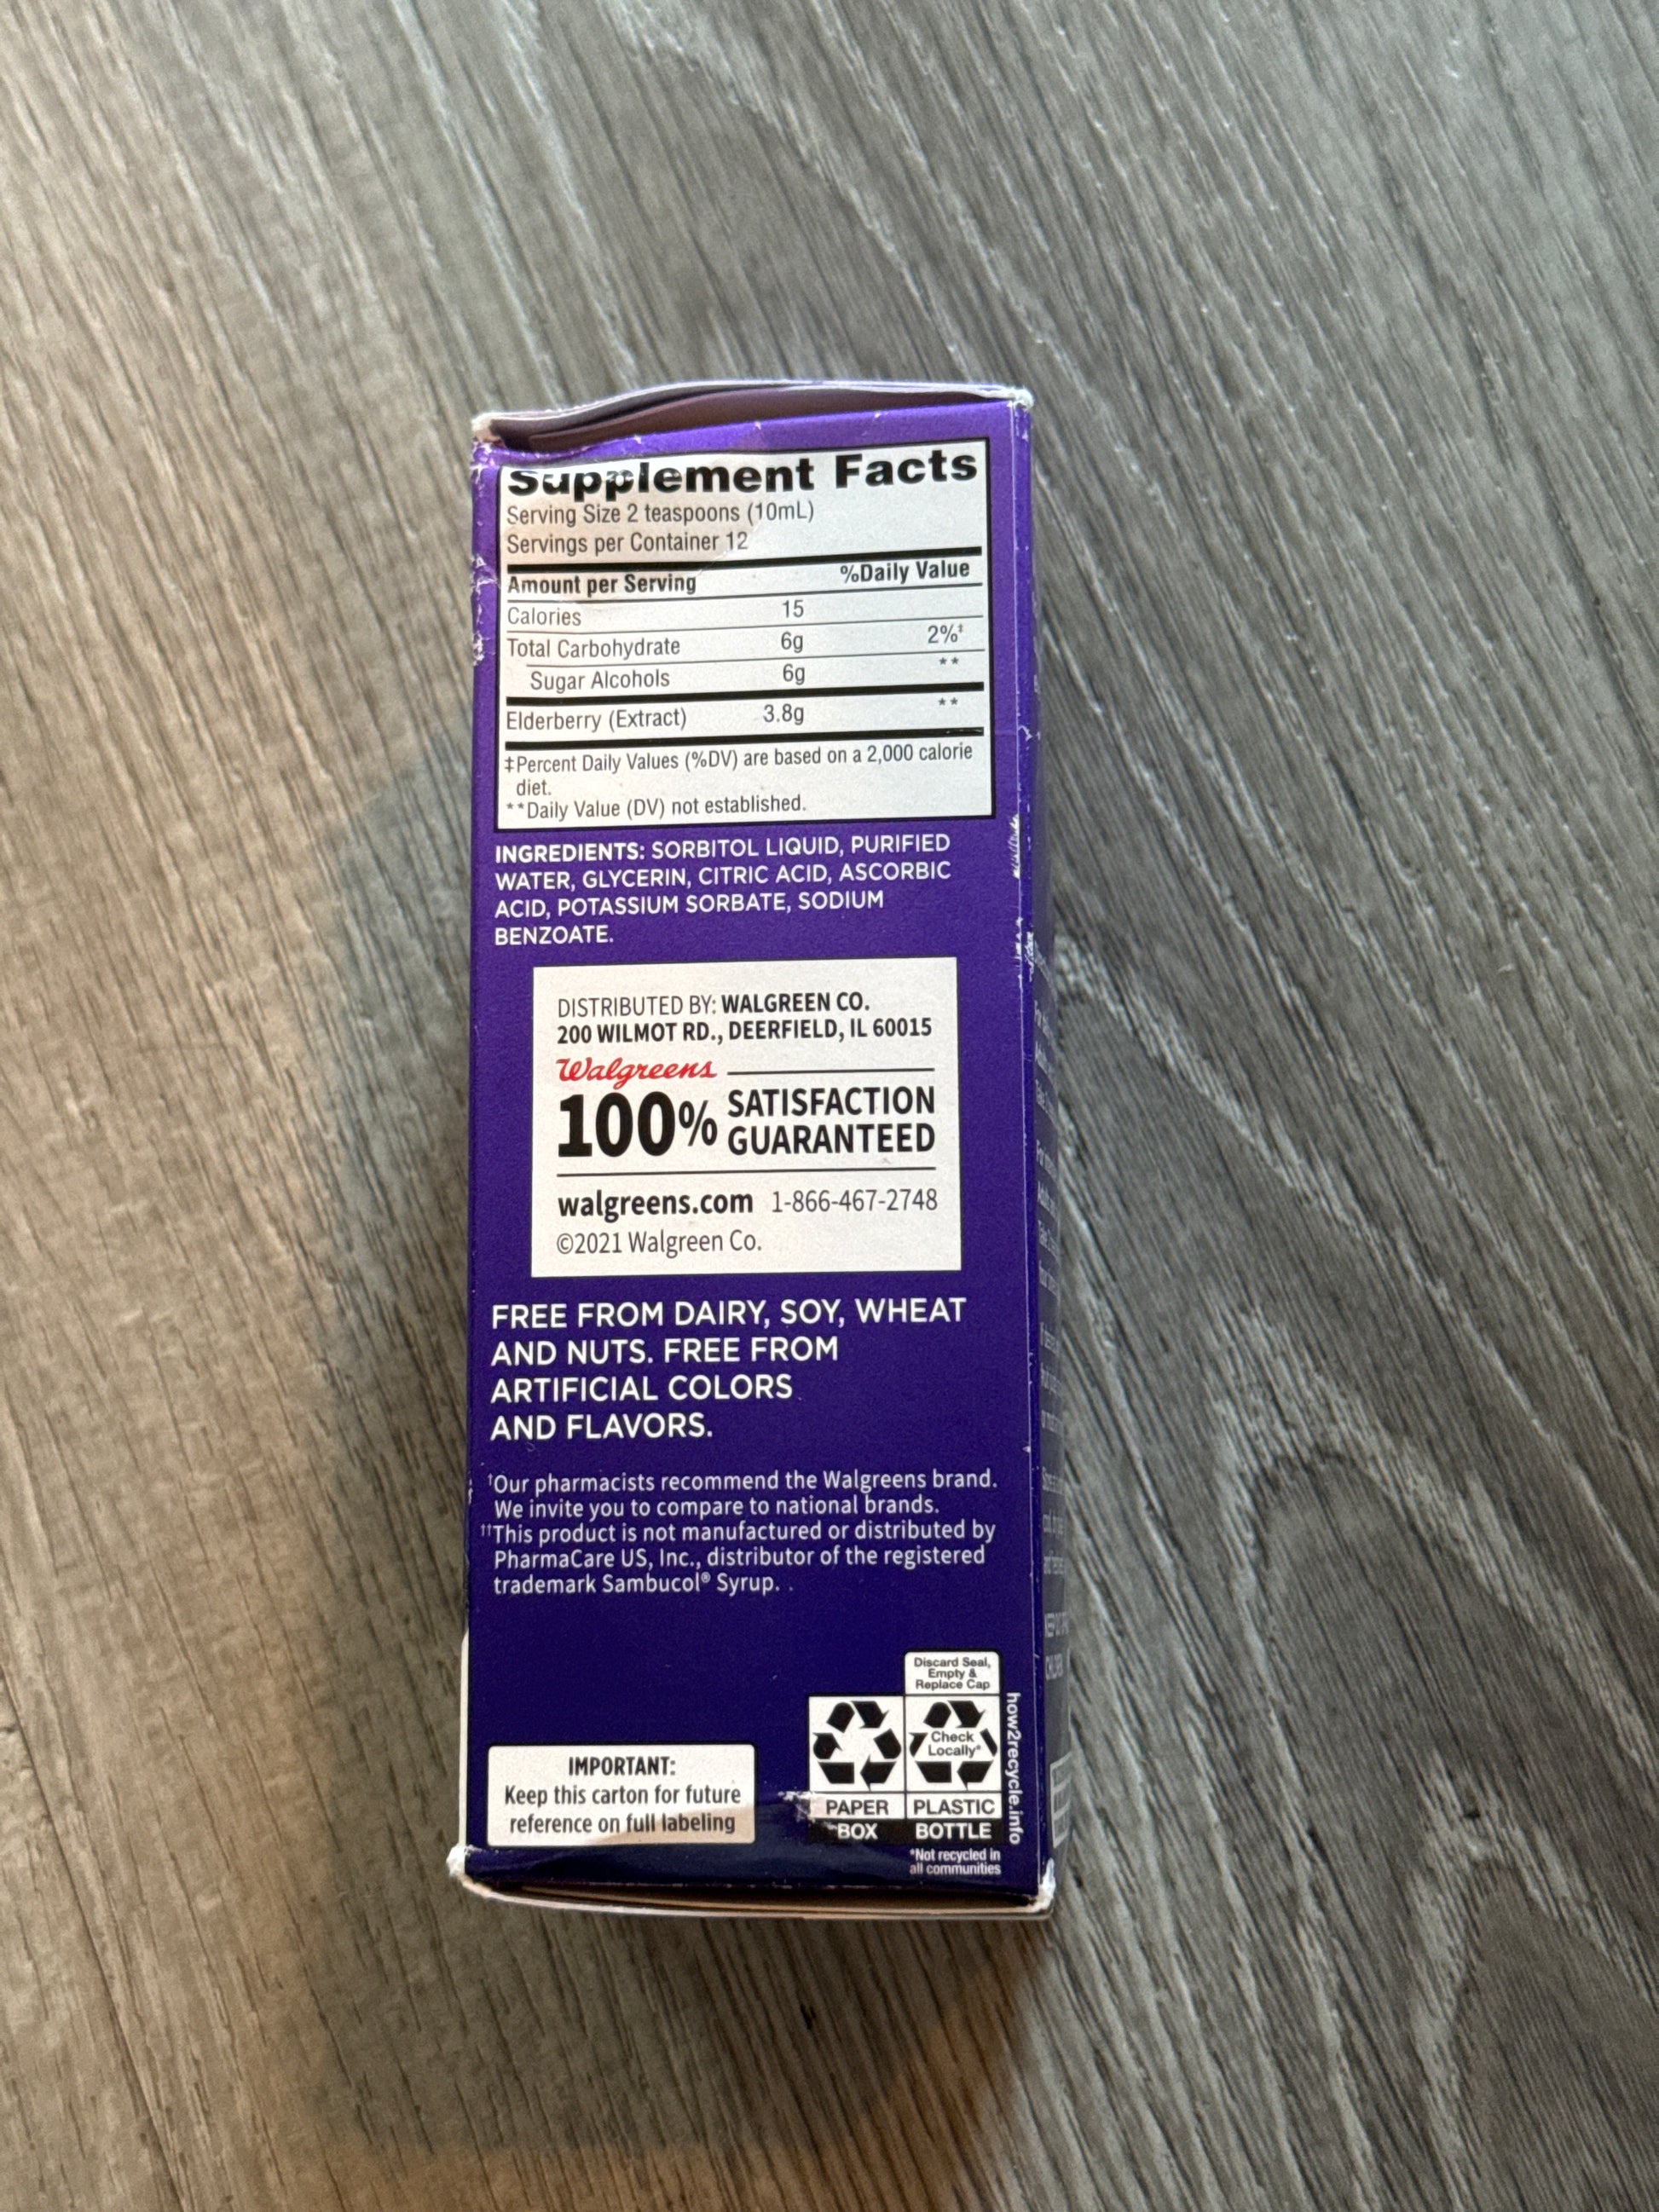 Supplement Facts
Serving Size 2 teaspoons (10mL)
Servings per Container 12
Amount per Serving %Daily Value
Calories 15
Total Carbohydrate 6g 2%‡
Sugar Alcohols 6g **
Elderberry (Extract) 3.8g **
‡Percent Daily Values (%DV) are based on a 2,000 calorie
diet.
**Daily Value (DV) not established.
INGREDIENTS: SORBITOL LIQUID, PURIFIED
WATER, GLYCERIN, CITRIC ACID, ASCORBIC
ACID, POTASSIUM SORBATE, SODIUM
BENZOATE.
DISTRIBUTED BY: WALGREEN CO.
200 WILMOT RD., DEERFIELD, IL 60015
Walgreens
100% SATISFACTION
GUARANTEED
walgreens.com 1-866-467-2748
©2021 Walgreen Co.
FREE FROM DAIRY, SOY, WHEAT
AND NUTS. FREE FROM
ARTIFICIAL COLORS
AND FLAVORS.
†Our pharmacists recommend the Walgreens brand.
We invite you to compare to national brands.
††This product is not manufactured or distributed by
PharmaCare US, Inc., distributor of the registered
trademark Sambucol® Syrup. .
IMPORTANT:
Keep this carton for future
reference on full labeling
Discard Seal,
Empty &
Replace Cap
Check
Locally*
PAPER PLASTIC
BOX BOTTLE
*Not recycled in
all communities
how2recycle.info